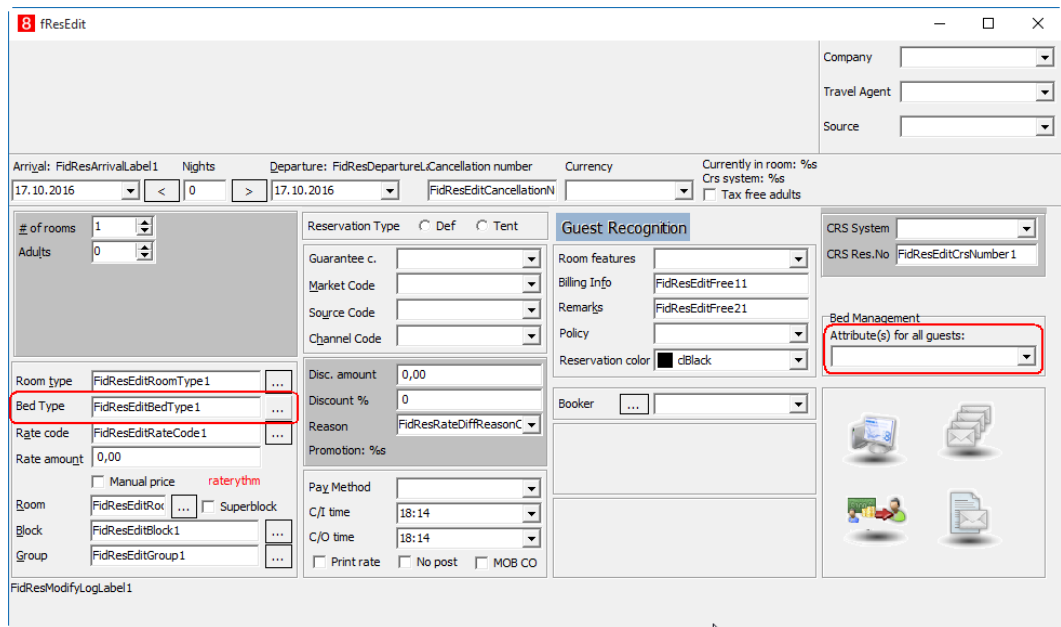 8 fResEdit
Company
Travel Agent
Source
Arrival: FidResArrivalLabel1 Nights Departure: FidResDepartureLa Cancellation number Currency Currently in room: %s
Crs system: %s
17.10.2016 < 0 > 17.10.2016 FidResEditCancellationN Tax free adults
# of rooms 1
Adults 0
Reservation Type Def Tent
Guarantee c.
Market Code
Source Code
Channel Code
Guest Recognition
Room features
Billing Info FidResEditFree11
Remarks FidResEditFree21
Policy
Reservation color clBlack
CRS System
CRS Res.No FidResEditCrsNumber1
Bed Management
Attribute(s) for all guests:
Room type FidResEditRoomType1 ...
Bed Type FidResEditBedType1 ...
Rate code FidResEditRateCode1 ...
Rate amount 0,00
Manual price raterythm
Room FidResEditRoo ... Superblock
Block FidResEditBlock1 ...
Group FidResEditGroup1 ...
Disc. amount 0,00
Discount % 0
Reason FidResRateDiffReasonC
Promotion: %s
Pay Method
C/I time 18:14
C/O time 18:14
Print rate No post MOB CO
Booker ...
FidResModifyLogLabel1